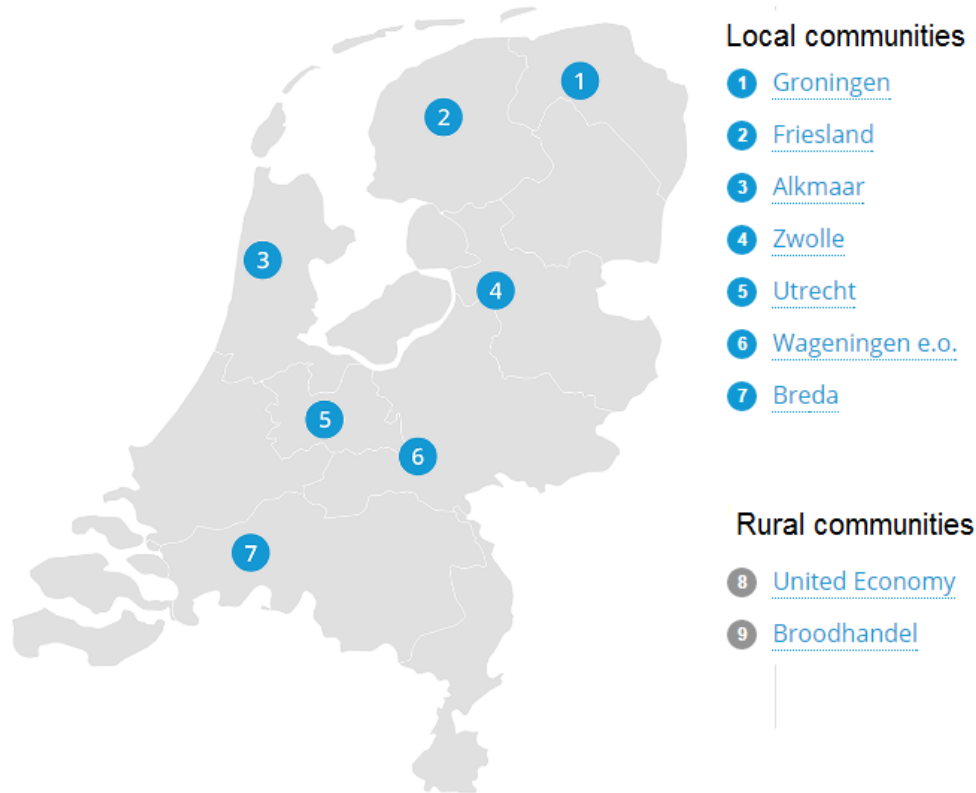 Local communities
1 Groningen
2 Friesland
3 Alkmaar
4 Zwolle
5 Utrecht
6 Wageningen e.o.
7 Breda
Rural communities
8 United Economy
9 Broodhandel
1
2
3
4
5
6
7